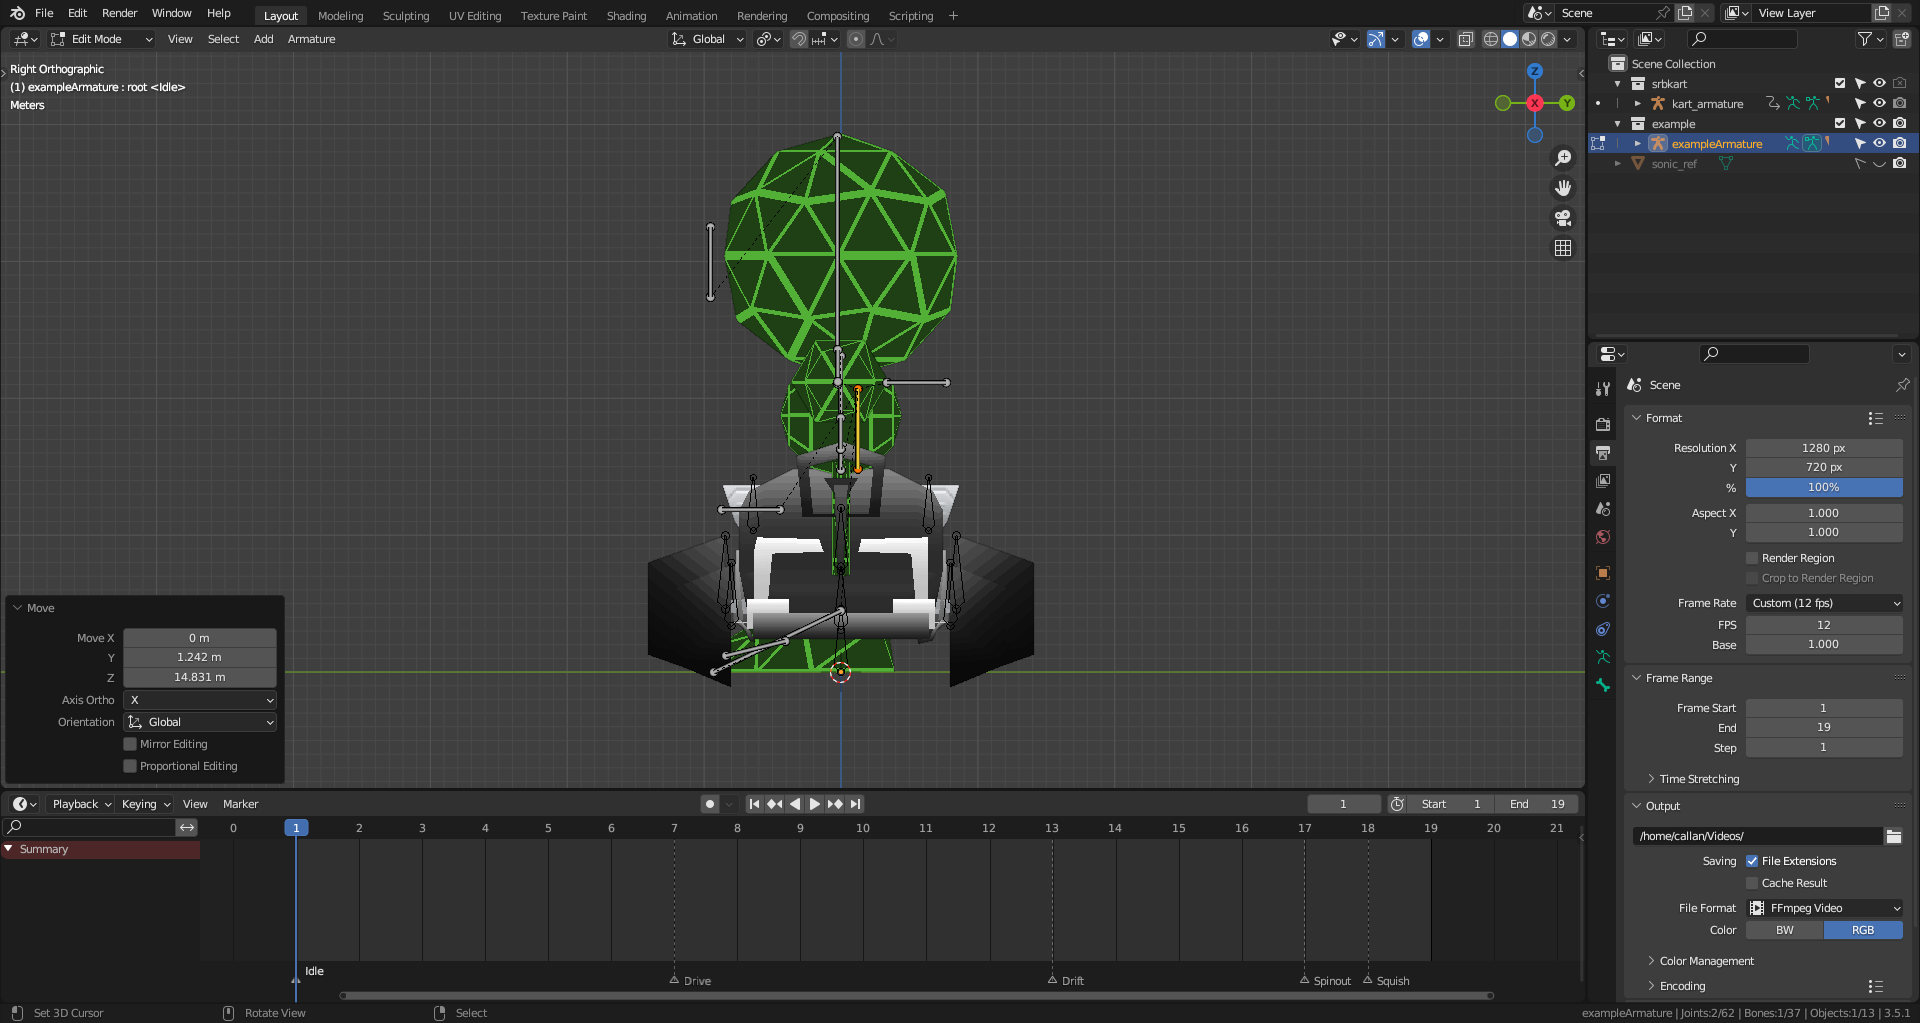 File Edit Render Window Help Layout Modeling Sculpting UV Editing Texture Paint Shading Animation Rendering Compositing Scripting + Scene View Layer
Edit Mode View Select Add Armature Global
Right Orthographic
(1) exampleArmature : root <Idle>
Meters
Z
X
Y
Scene Collection
srbkart
kart_armature
example
exampleArmature
sonic_ref
Scene
Format
Resolution X 1280 px
Y 720 px
% 100%
Aspect X 1.000
Y 1.000
Render Region
Crop to Render Region
Frame Rate Custom (12 fps)
FPS 12
Base 1.000
Frame Range
Frame Start 1
End 19
Step 1
Time Stretching
Output
/home/callan/Videos/
Saving File Extensions
Cache Result
File Format FFmpeg Video
Color BW RGB
Color Management
Encoding
Move
Move X 0 m
Y 1.242 m
Z 14.831 m
Axis Ortho X
Orientation Global
Mirror Editing
Proportional Editing
Playback Keying View Marker 1 Start 1 End 19
0 1 2 3 4 5 6 7 8 9 10 11 12 13 14 15 16 17 18 19 20 21
Summary
Idle
Drive Drift Spinout Squish
Set 3D Cursor Rotate View Select exampleArmature | Joints:2/62 | Bones:1/37 | Objects:1/13 | 3.5.1